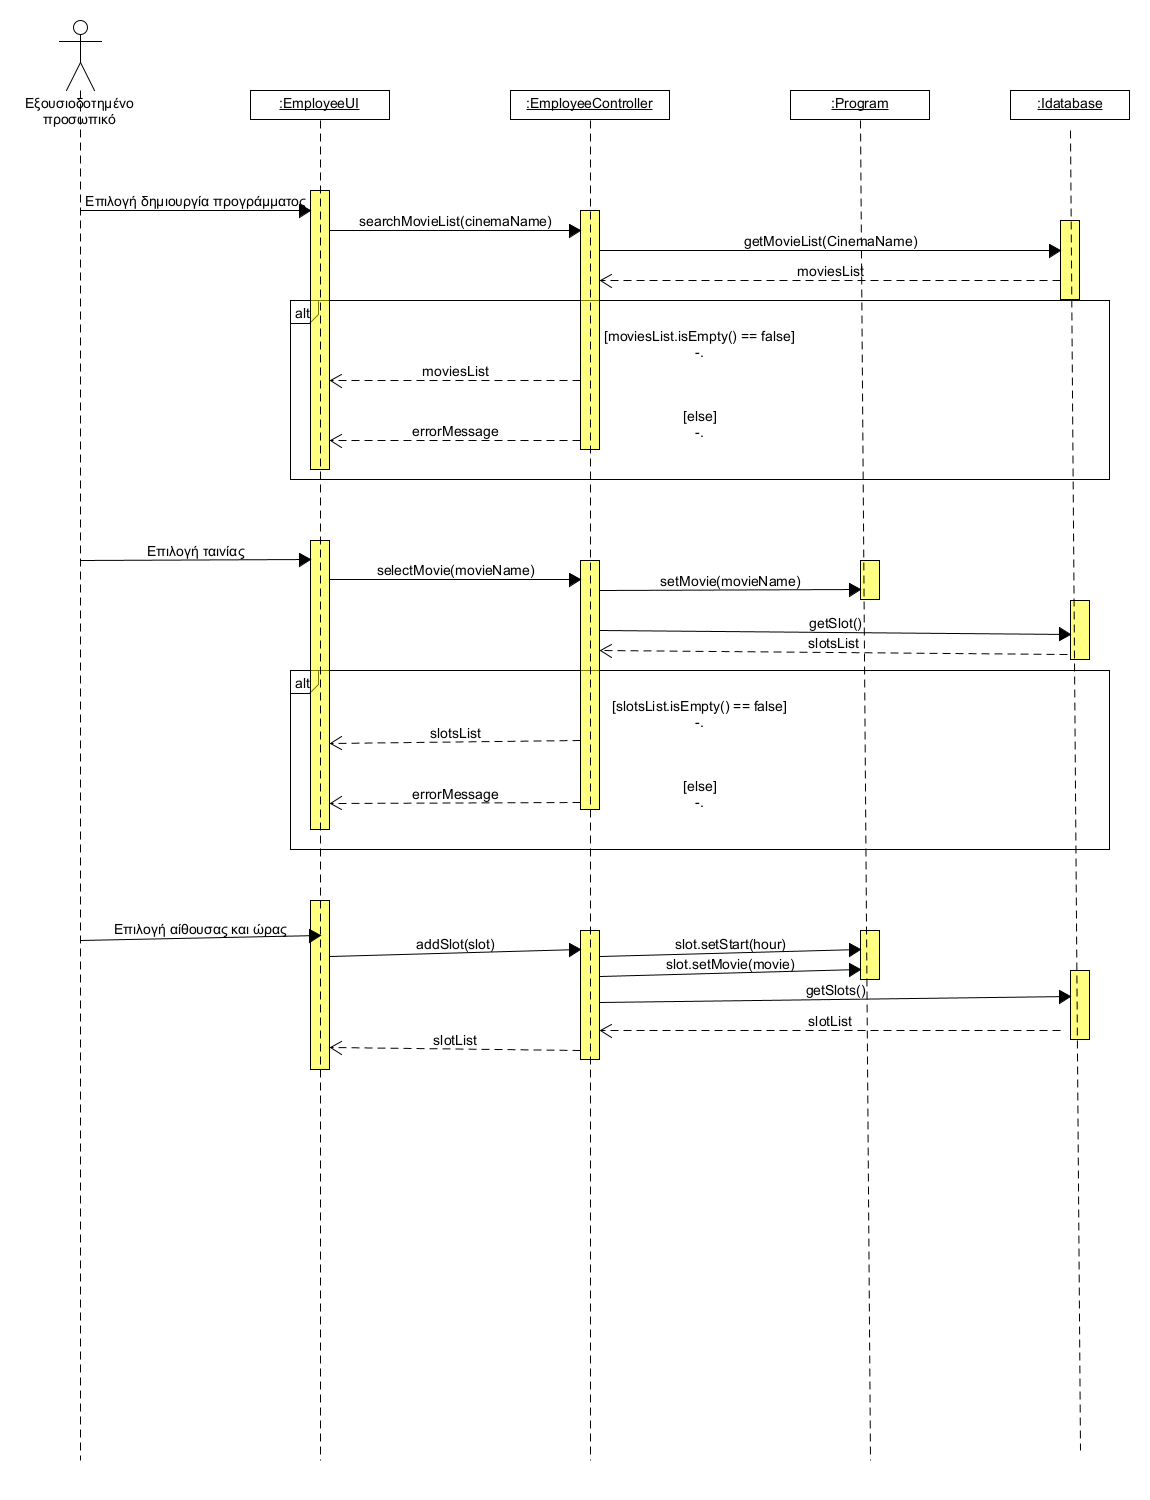 Εξουσιοδοτημένο
προσωπικό
:EmployeeUI
:EmployeeController
:Program
:Idatabase
Επιλογή δημιουργία προγράμματος
searchMovieList(cinemaName)
getMovieList(CinemaName)
moviesList
alt
[moviesList.isEmpty() == false]
-.
moviesList
[else]
-.
errorMessage
Επιλογή ταινίας
selectMovie(movieName)
setMovie(movieName)
getSlot()
slotsList
alt
[slotsList.isEmpty() == false]
-.
slotsList
[else]
-.
errorMessage
Επιλογή αίθουσας και ώρας
addSlot(slot)
slot.setStart(hour)
slot.setMovie(movie)
getSlots()
slotList
slotList